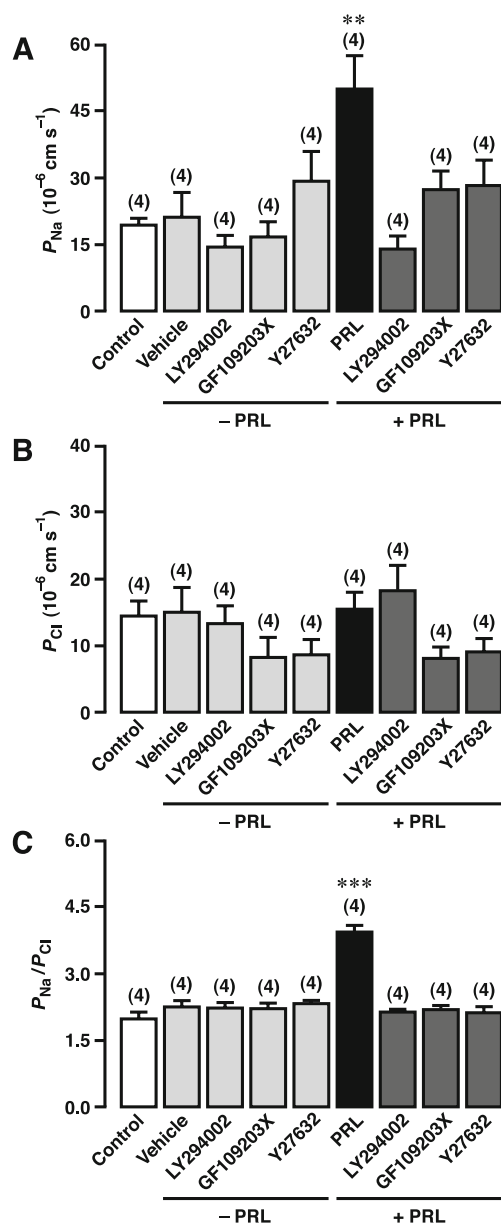 A
**
(4)
60
45
30
15
0
P_Na (10⁻⁶ cm s⁻¹)
(4)
(4)
(4)
(4)
(4)
(4)
(4)
(4)
Control
Vehicle
LY294002
GF109203X
Y27632
PRL
LY294002
GF109203X
Y27632
– PRL
+ PRL
B
40
30
20
10
0
P_Cl (10⁻⁶ cm s⁻¹)
(4)
(4)
(4)
(4)
(4)
(4)
(4)
(4)
(4)
Control
Vehicle
LY294002
GF109203X
Y27632
PRL
LY294002
GF109203X
Y27632
– PRL
+ PRL
C
6.0
4.5
3.0
1.5
0.0
P_Na/P_Cl
***
(4)
(4)
(4)
(4)
(4)
(4)
(4)
(4)
(4)
Control
Vehicle
LY294002
GF109203X
Y27632
PRL
LY294002
GF109203X
Y27632
– PRL
+ PRL